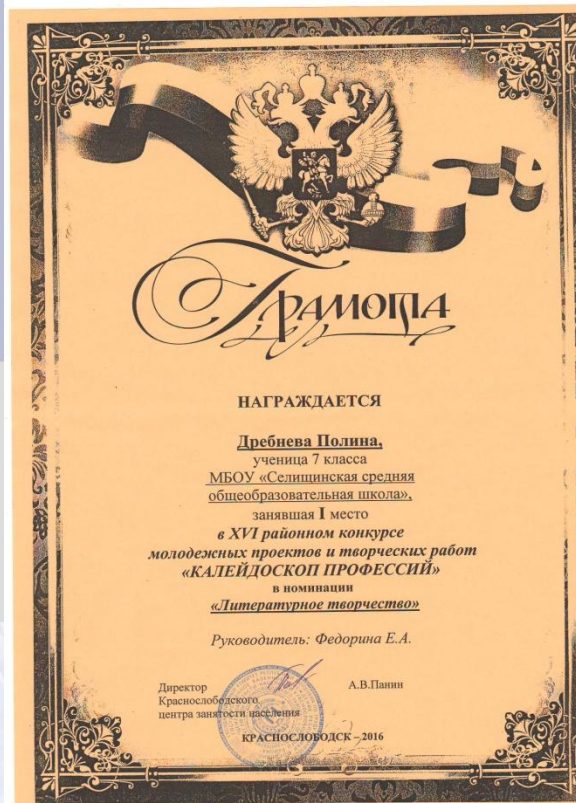 Грамота
НАГРАЖДАЕТСЯ
Дребнева Полина,
ученица 7 класса
МБОУ «Селищинская средняя
общеобразовательная школа»,
занявшая I место
в XVI районном конкурсе
молодежных проектов и творческих работ
«КАЛЕЙДОСКОП ПРОФЕССИЙ»
в номинации
«Литературное творчество»
Руководитель: Федорина Е.А.
Директор А.В.Панин
Краснослободского
центра занятости населения
КРАСНОСЛОБОДСК – 2016